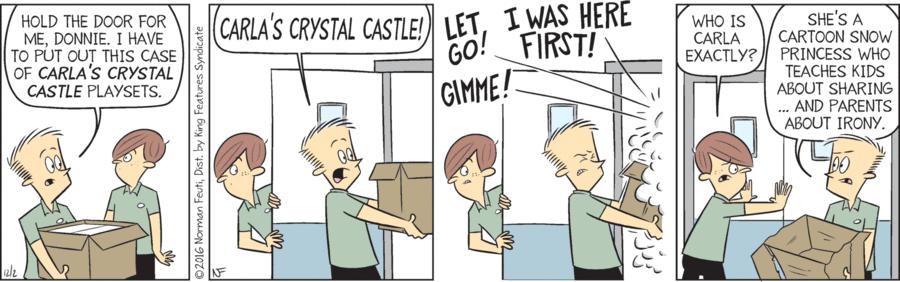 HOLD THE DOOR FOR
ME, DONNIE. I HAVE
TO PUT OUT THIS CASE
OF CARLA'S CRYSTAL
CASTLE PLAYSETS.
12/2
©2016 Norman Feuti, Dist. by King Features Syndicate
CARLA'S CRYSTAL CASTLE!
NF
LET
GO!
I WAS HERE
FIRST!
GIMME!
WHO IS
CARLA
EXACTLY?
SHE'S A
CARTOON SNOW
PRINCESS WHO
TEACHES KIDS
ABOUT SHARING
... AND PARENTS
ABOUT IRONY.